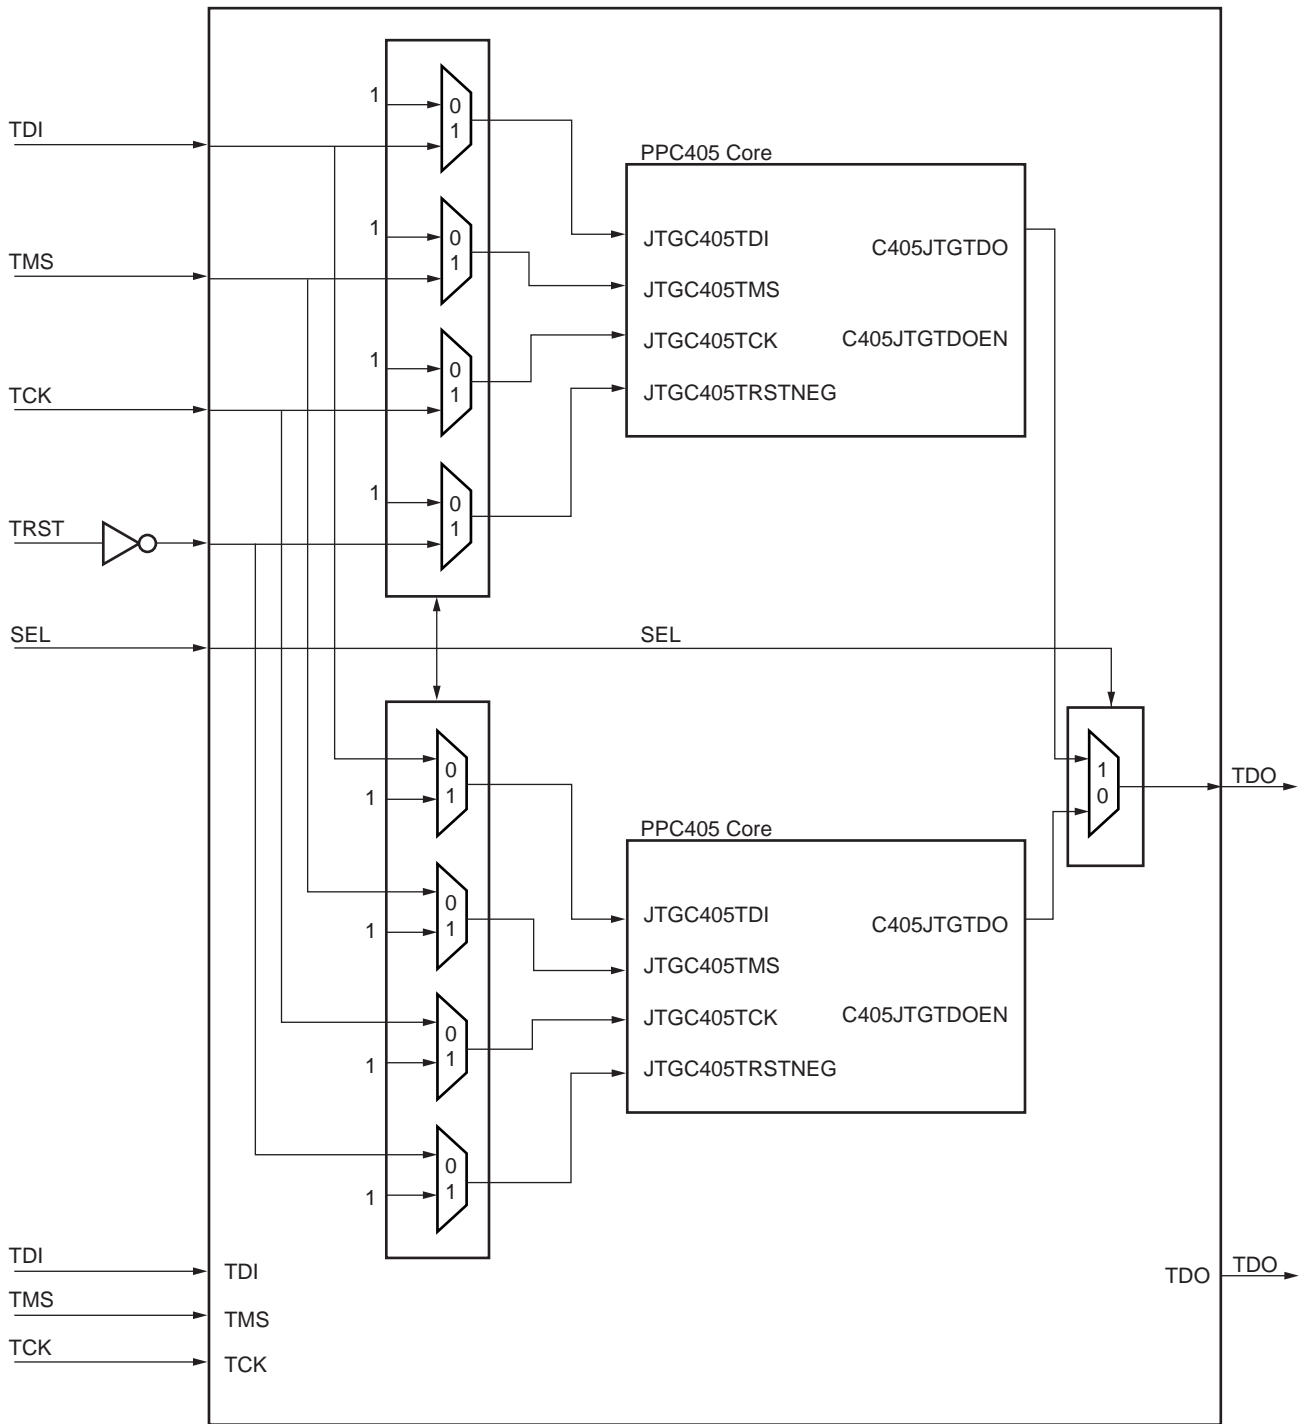 1
0
1
TDI
PPC405 Core
1
0
1
JTGC405TDI
C405JTGTDO
TMS
JTGC405TMS
1
0
1
JTGC405TCK
C405JTGTDOEN
TCK
JTGC405TRSTNEG
1
0
1
TRST
SEL
SEL
0
1
1
1
0
TDO
PPC405 Core
0
1
1
JTGC405TDI
C405JTGTDO
JTGC405TMS
0
1
1
JTGC405TCK
C405JTGTDOEN
JTGC405TRSTNEG
0
1
1
TDI
TDI
TDO
TDO
TMS
TMS
TCK
TCK